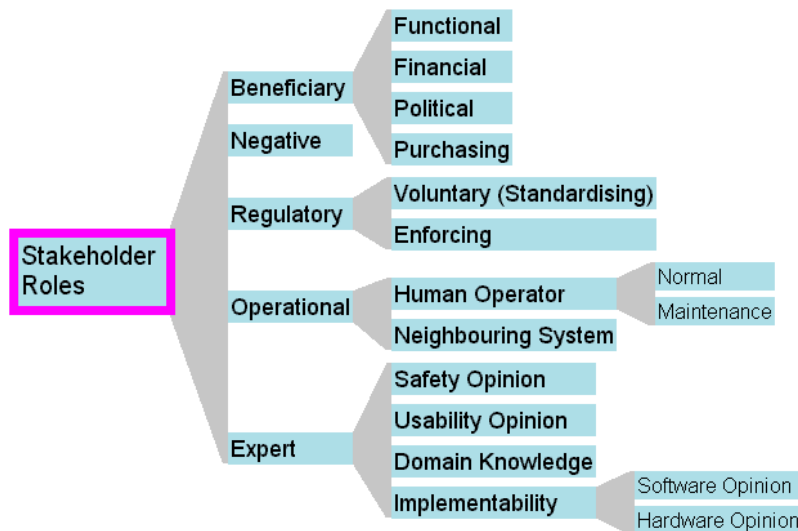 Stakeholder
Roles
Beneficiary
Functional
Financial
Political
Purchasing
Negative
Regulatory
Voluntary (Standardising)
Enforcing
Operational
Human Operator
Normal
Maintenance
Neighbouring System
Expert
Safety Opinion
Usability Opinion
Domain Knowledge
Implementability
Software Opinion
Hardware Opinion